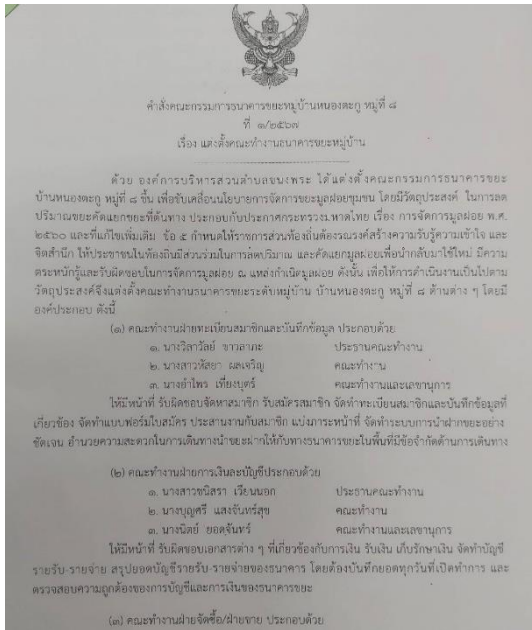 คำสั่งคณะกรรมการธนาคารขยะหมู่บ้านหนองตะกู หมู่ที่ ๘
ที่ ๑/๒๕๖๗
เรื่อง แต่งตั้งคณะทำงานธนาคารขยะหมู่บ้าน
ด้วย องค์การบริหารส่วนตำบลขนงพระ ได้แต่งตั้งคณะกรรมการธนาคารขยะ
บ้านหนองตะกู หมู่ที่ ๘ ขึ้น เพื่อขับเคลื่อนนโยบายการจัดการขยะมูลฝอยชุมชน โดยมีวัตถุประสงค์ ในการลด
ปริมาณขยะคัดแยกขยะที่ต้นทาง ประกอบกับประกาศกระทรวงมหาดไทย เรื่อง การจัดการมูลฝอย พ.ศ.
๒๕๖๐ และที่แก้ไขเพิ่มเติม ข้อ ๕ กำหนดให้ราชการส่วนท้องถิ่นต้องรณรงค์สร้างความรับรู้ความเข้าใจ และ
จิตสำนึก ให้ประชาชนในท้องถิ่นมีส่วนร่วมในการลดปริมาณ และคัดแยกมูลฝอยเพื่อนำกลับมาใช้ใหม่ มีความ
ตระหนักรู้และรับผิดชอบในการจัดการมูลฝอย ณ แหล่งกำเนิดมูลฝอย ดังนั้น เพื่อให้การดำเนินงานเป็นไปตาม
วัตถุประสงค์จึงแต่งตั้งคณะทำงานธนาคารขยะระดับหมู่บ้าน บ้านหนองตะกู หมู่ที่ ๘ ด้านต่าง ๆ โดยมี
องค์ประกอบ ดังนี้
(๑) คณะทำงานฝ่ายทะเบียนสมาชิกและบันทึกข้อมูล ประกอบด้วย
๑. นางวิลาวัลย์ ขาวลาภะ ประธานคณะทำงาน
๒. นางสาวหัสยา ผลเจริญ คณะทำงาน
๓. นางอำไพร เที่ยงบุตร์ คณะทำงานและเลขานุการ
ให้มีหน้าที่ รับผิดชอบจัดหาสมาชิก รับสมัครสมาชิก จัดทำทะเบียนสมาชิกและบันทึกข้อมูลที่
เกี่ยวข้อง จัดทำแบบฟอร์มใบสมัคร ประสานงานกับสมาชิก แบ่งภาระหน้าที่ จัดทำระบบการนำฝากขยะอย่าง
ชัดเจน อำนวยความสะดวกในการเดินทางนำขยะฝากให้กับทางธนาคารขยะในพื้นที่มีข้อจำกัดด้านการเดินทาง
(๒) คณะทำงานฝ่ายการเงินและบัญชีประกอบด้วย
๑. นางสาวชนิสรา เวียนนอก ประธานคณะทำงาน
๒. นางบุญศรี แสงจันทร์สุข คณะทำงาน
๓. นางนิตย์ ยอดจันทร์ คณะทำงานและเลขานุการ
ให้มีหน้าที่ รับผิดชอบเอกสารต่าง ๆ ที่เกี่ยวข้องกับการเงิน รับเงิน เก็บรักษาเงิน จัดทำบัญชี
รายรับ-รายจ่าย สรุปยอดบัญชีรายรับ-รายจ่ายของธนาคาร โดยต้องบันทึกยอดทุกวันที่เปิดทำการ และ
ตรวจสอบความถูกต้องของการบัญชีและการเงินของธนาคารขยะ
(๓) คณะทำงานฝ่ายจัดซื้อ/ฝ่ายขาย ประกอบด้วย